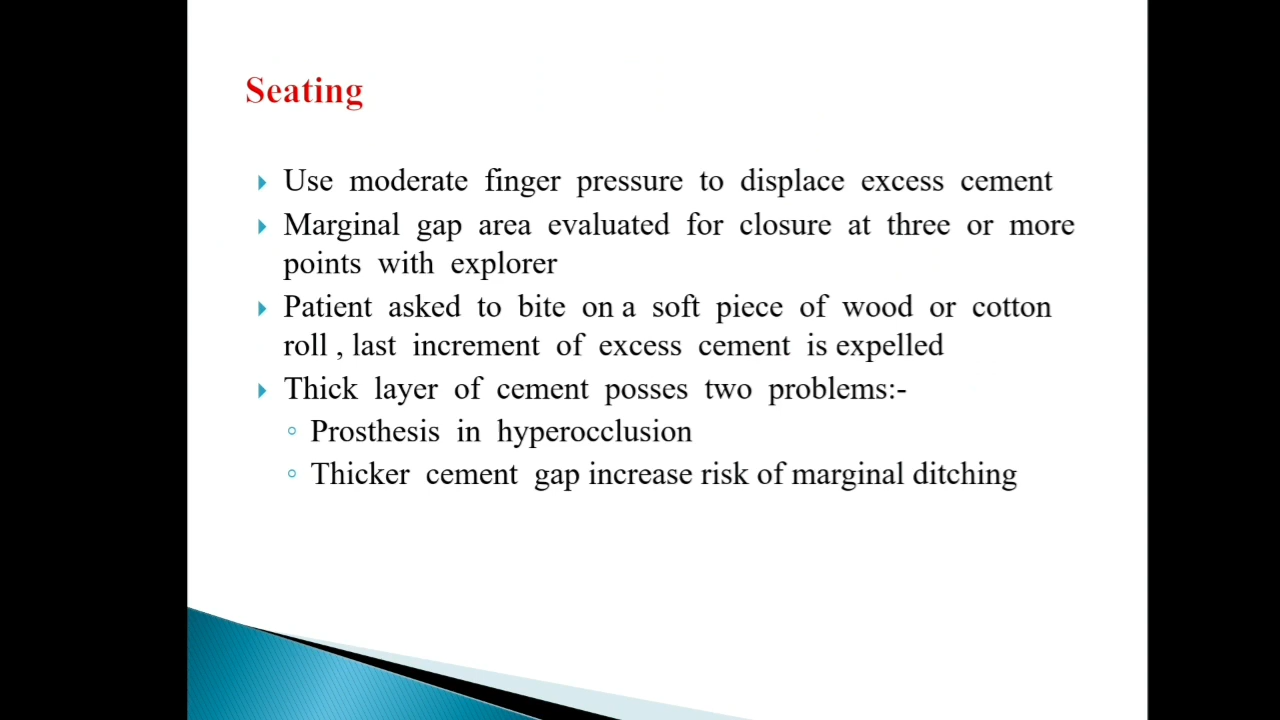 Seating
Use moderate finger pressure to displace excess cement
Marginal gap area evaluated for closure at three or more
points with explorer
Patient asked to bite on a soft piece of wood or cotton
roll , last increment of excess cement is expelled
Thick layer of cement posses two problems:-
Prosthesis in hyperocclusion
Thicker cement gap increase risk of marginal ditching